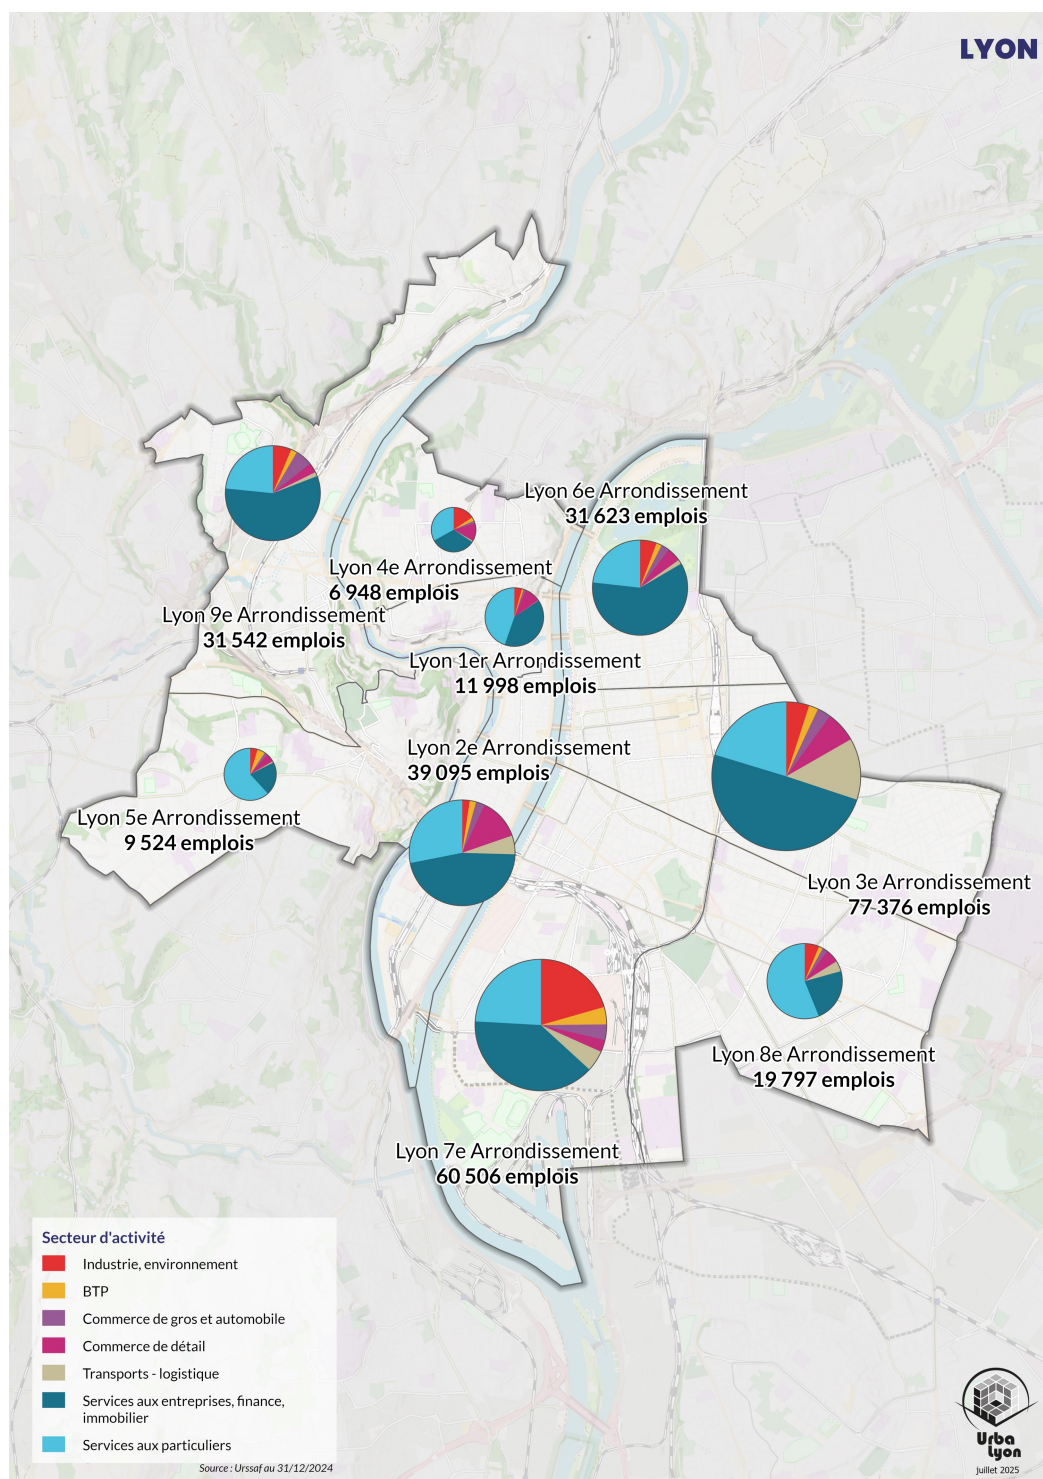 LYON
Lyon 6e Arrondissement
31 623 emplois
Lyon 4e Arrondissement
6 948 emplois
Lyon 9e Arrondissement
31 542 emplois
Lyon 1er Arrondissement
11 998 emplois
Lyon 2e Arrondissement
39 095 emplois
Lyon 5e Arrondissement
9 524 emplois
Lyon 3e Arrondissement
77 376 emplois
Lyon 8e Arrondissement
19 797 emplois
Lyon 7e Arrondissement
60 506 emplois
Secteur d'activité
Industrie, environnement
BTP
Commerce de gros et automobile
Commerce de détail
Transports - logistique
Services aux entreprises, finance,
immobilier
Services aux particuliers
Source : Urssaf au 31/12/2024
Urba
Lyon
Juillet 2025